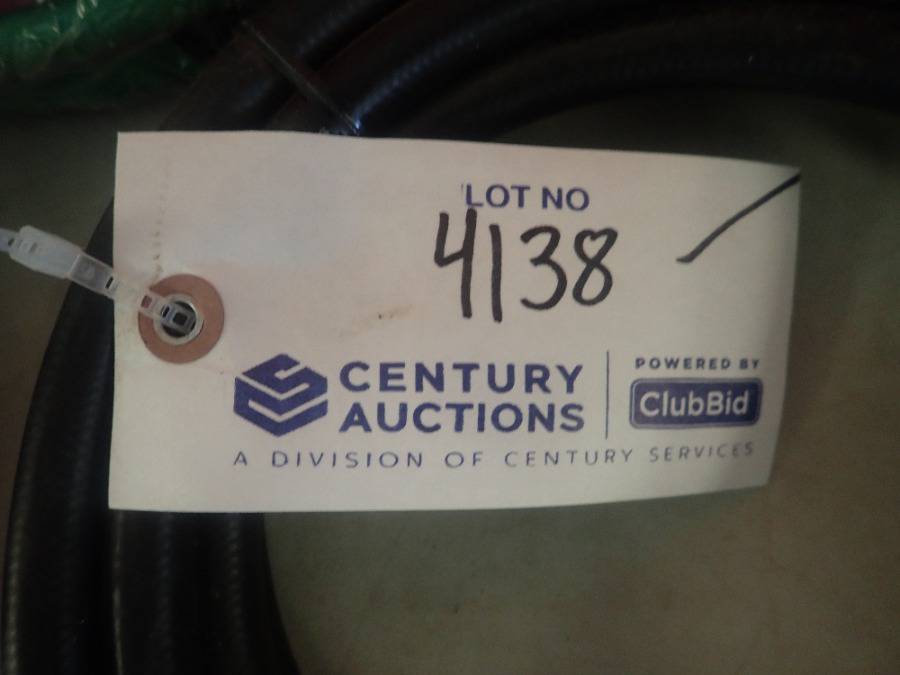 LOT NO
4138
CENTURY
AUCTIONS
POWERED BY
ClubBid
A DIVISION OF CENTURY SERVICES